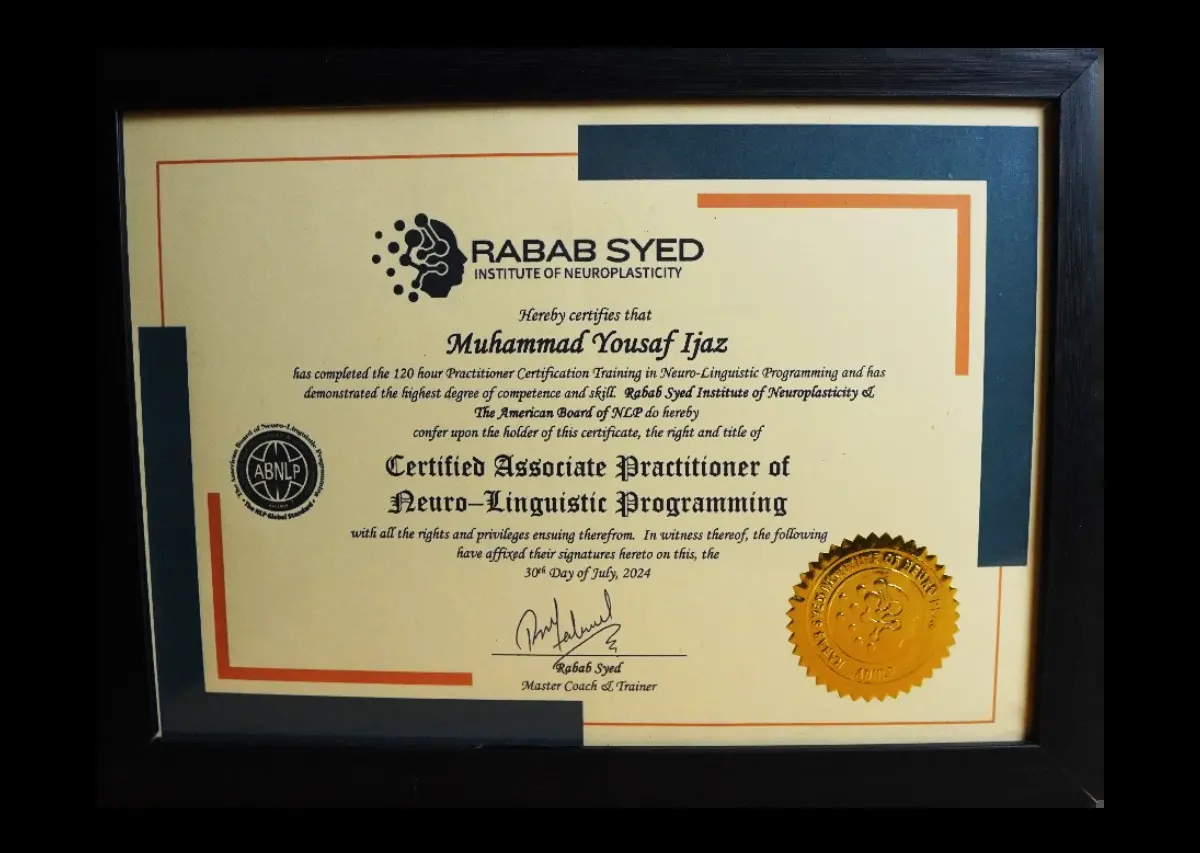 RABAB SYED
INSTITUTE OF NEUROPLASTICITY
Hereby certifies that
Muhammad Yousaf Ijaz
has completed the 120 hour Practitioner Certification Training in Neuro-Linguistic Programming and has
demonstrated the highest degree of competence and skill. Rabab Syed Institute of Neuroplasticity &
The American Board of NLP do hereby
confer upon the holder of this certificate, the right and title of
The American Board of Neuro-Linguistic Programming
ABNLP
The NLP Global Standard
Certified Associate Practitioner of
Neuro-Linguistic Programming
with all the rights and privileges ensuing therefrom. In witness thereof, the following
have affixed their signatures hereto on this, the
30th Day of July, 2024
Rabab Syed
Master Coach & Trainer
RABAB SYED INSTITUTE OF